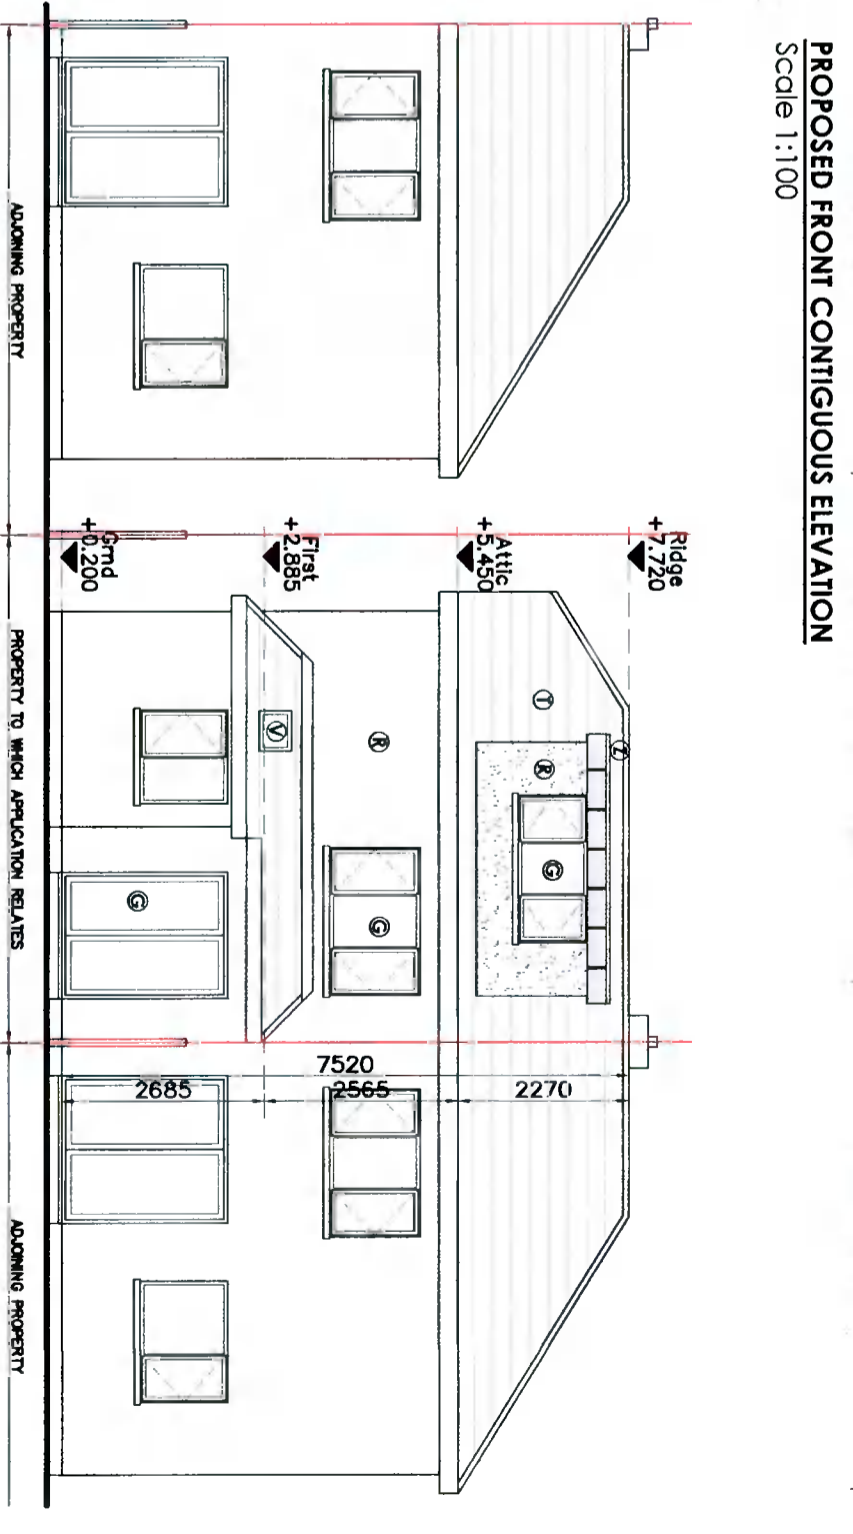 PROPOSED FRONT CONTIGUOUS ELEVATION
Scale 1:100
Ridge
+7.720
Attic
+5.450
First
+2.885
Grnd
+0.200
Z
T
R
G
R
G
V
G
7520
2685
2565
2270
ADJOINING PROPERTY
PROPERTY TO WHICH APPLICATION RELATES
ADJOINING PROPERTY